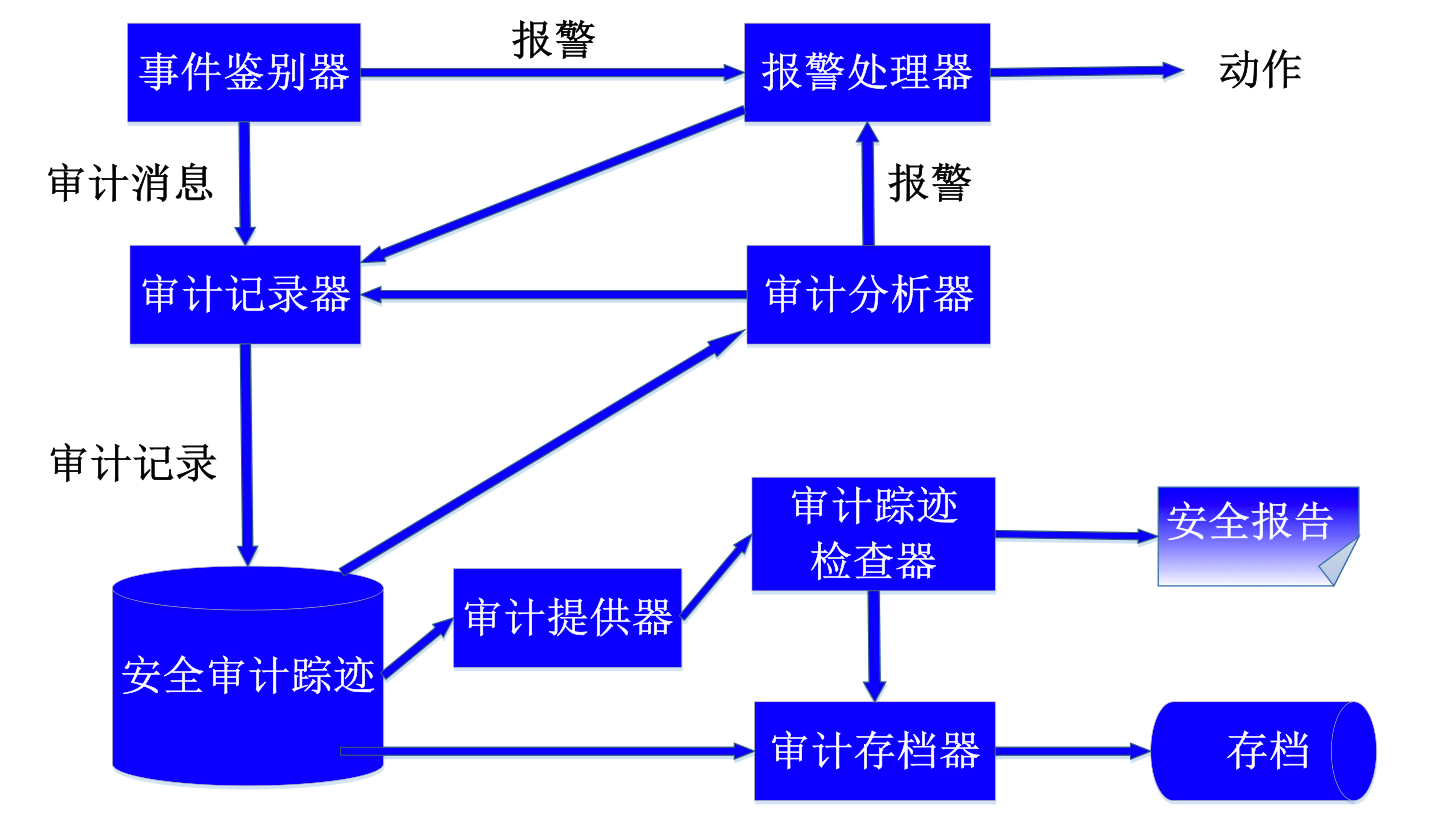 事件鉴别器
报警
报警处理器
动作
审计消息
报警
审计记录器
审计分析器
审计记录
审计踪迹
检查器
安全报告
审计提供器
安全审计踪迹
审计存档器
存档